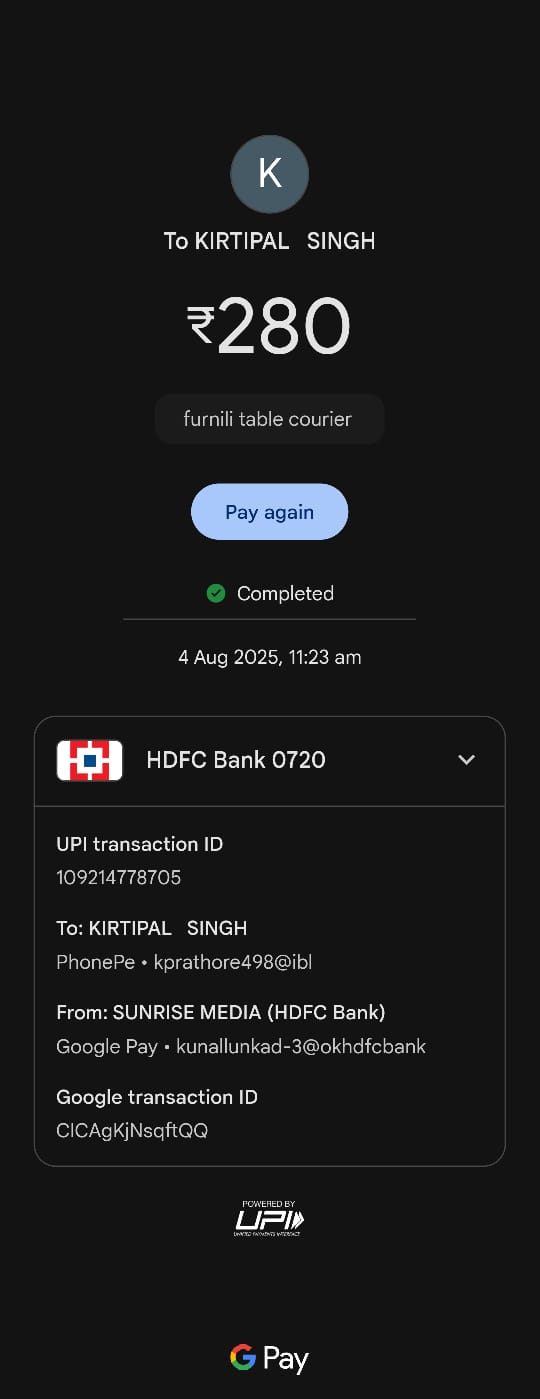 K
To KIRTIPAL   SINGH
₹280
furnili table courier
Pay again
Completed
4 Aug 2025, 11:23 am
HDFC Bank 0720
UPI transaction ID
109214778705
To: KIRTIPAL   SINGH
PhonePe • kprathore498@ibl
From: SUNRISE MEDIA (HDFC Bank)
Google Pay • kunallunkad-3@okhdfcbank
Google transaction ID
CICAgKjNsqftQQ
POWERED BY
UPI
UNIFIED PAYMENTS INTERFACE
G Pay